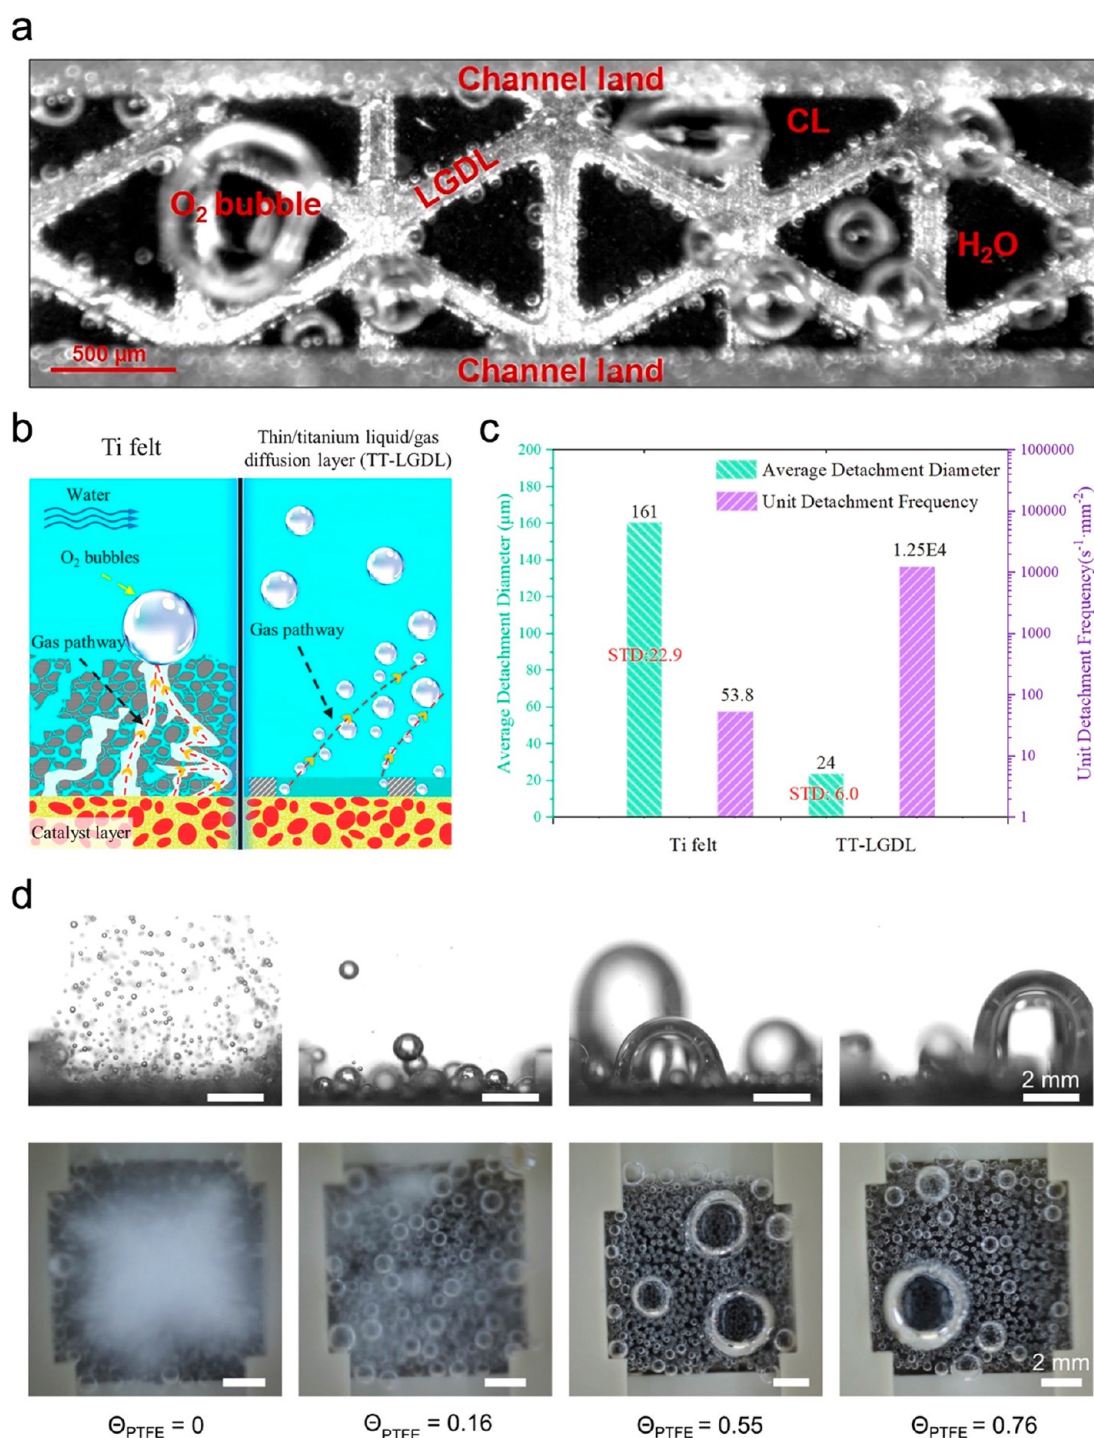 a
Channel land
CL
LGDL
O₂ bubble
H₂O
500 µm
Channel land
b
Ti felt
Thin/titanium liquid/gas
diffusion layer (TT-LGDL)
Water
O₂ bubbles
Gas pathway
Gas pathway
Catalyst layer
c
Average Detachment Diameter (µm)
200
180
160
140
120
100
80
60
40
20
0
Average Detachment Diameter
Unit Detachment Frequency
161
STD:22.9
53.8
24
STD: 6.0
1.25E4
Ti felt
TT-LGDL
1000000
100000
10000
1000
100
10
1
Unit Detachment Frequency(s⁻¹·mm⁻²)
d
2 mm
2 mm
Θ_PTFE = 0
Θ_PTFE = 0.16
Θ_PTFE = 0.55
Θ_PTFE = 0.76